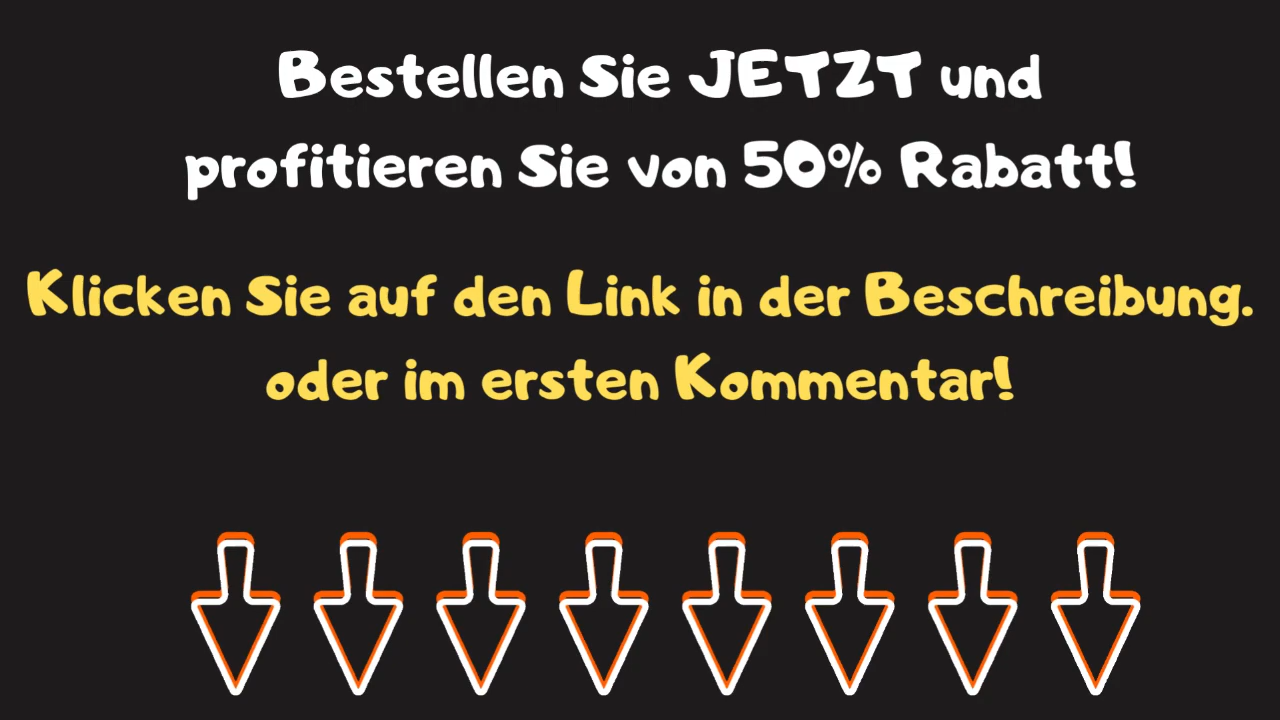 Bestellen Sie JETZT und
profitieren Sie von 50% Rabatt!
Klicken Sie auf den Link in der Beschreibung.
oder im ersten Kommentar!